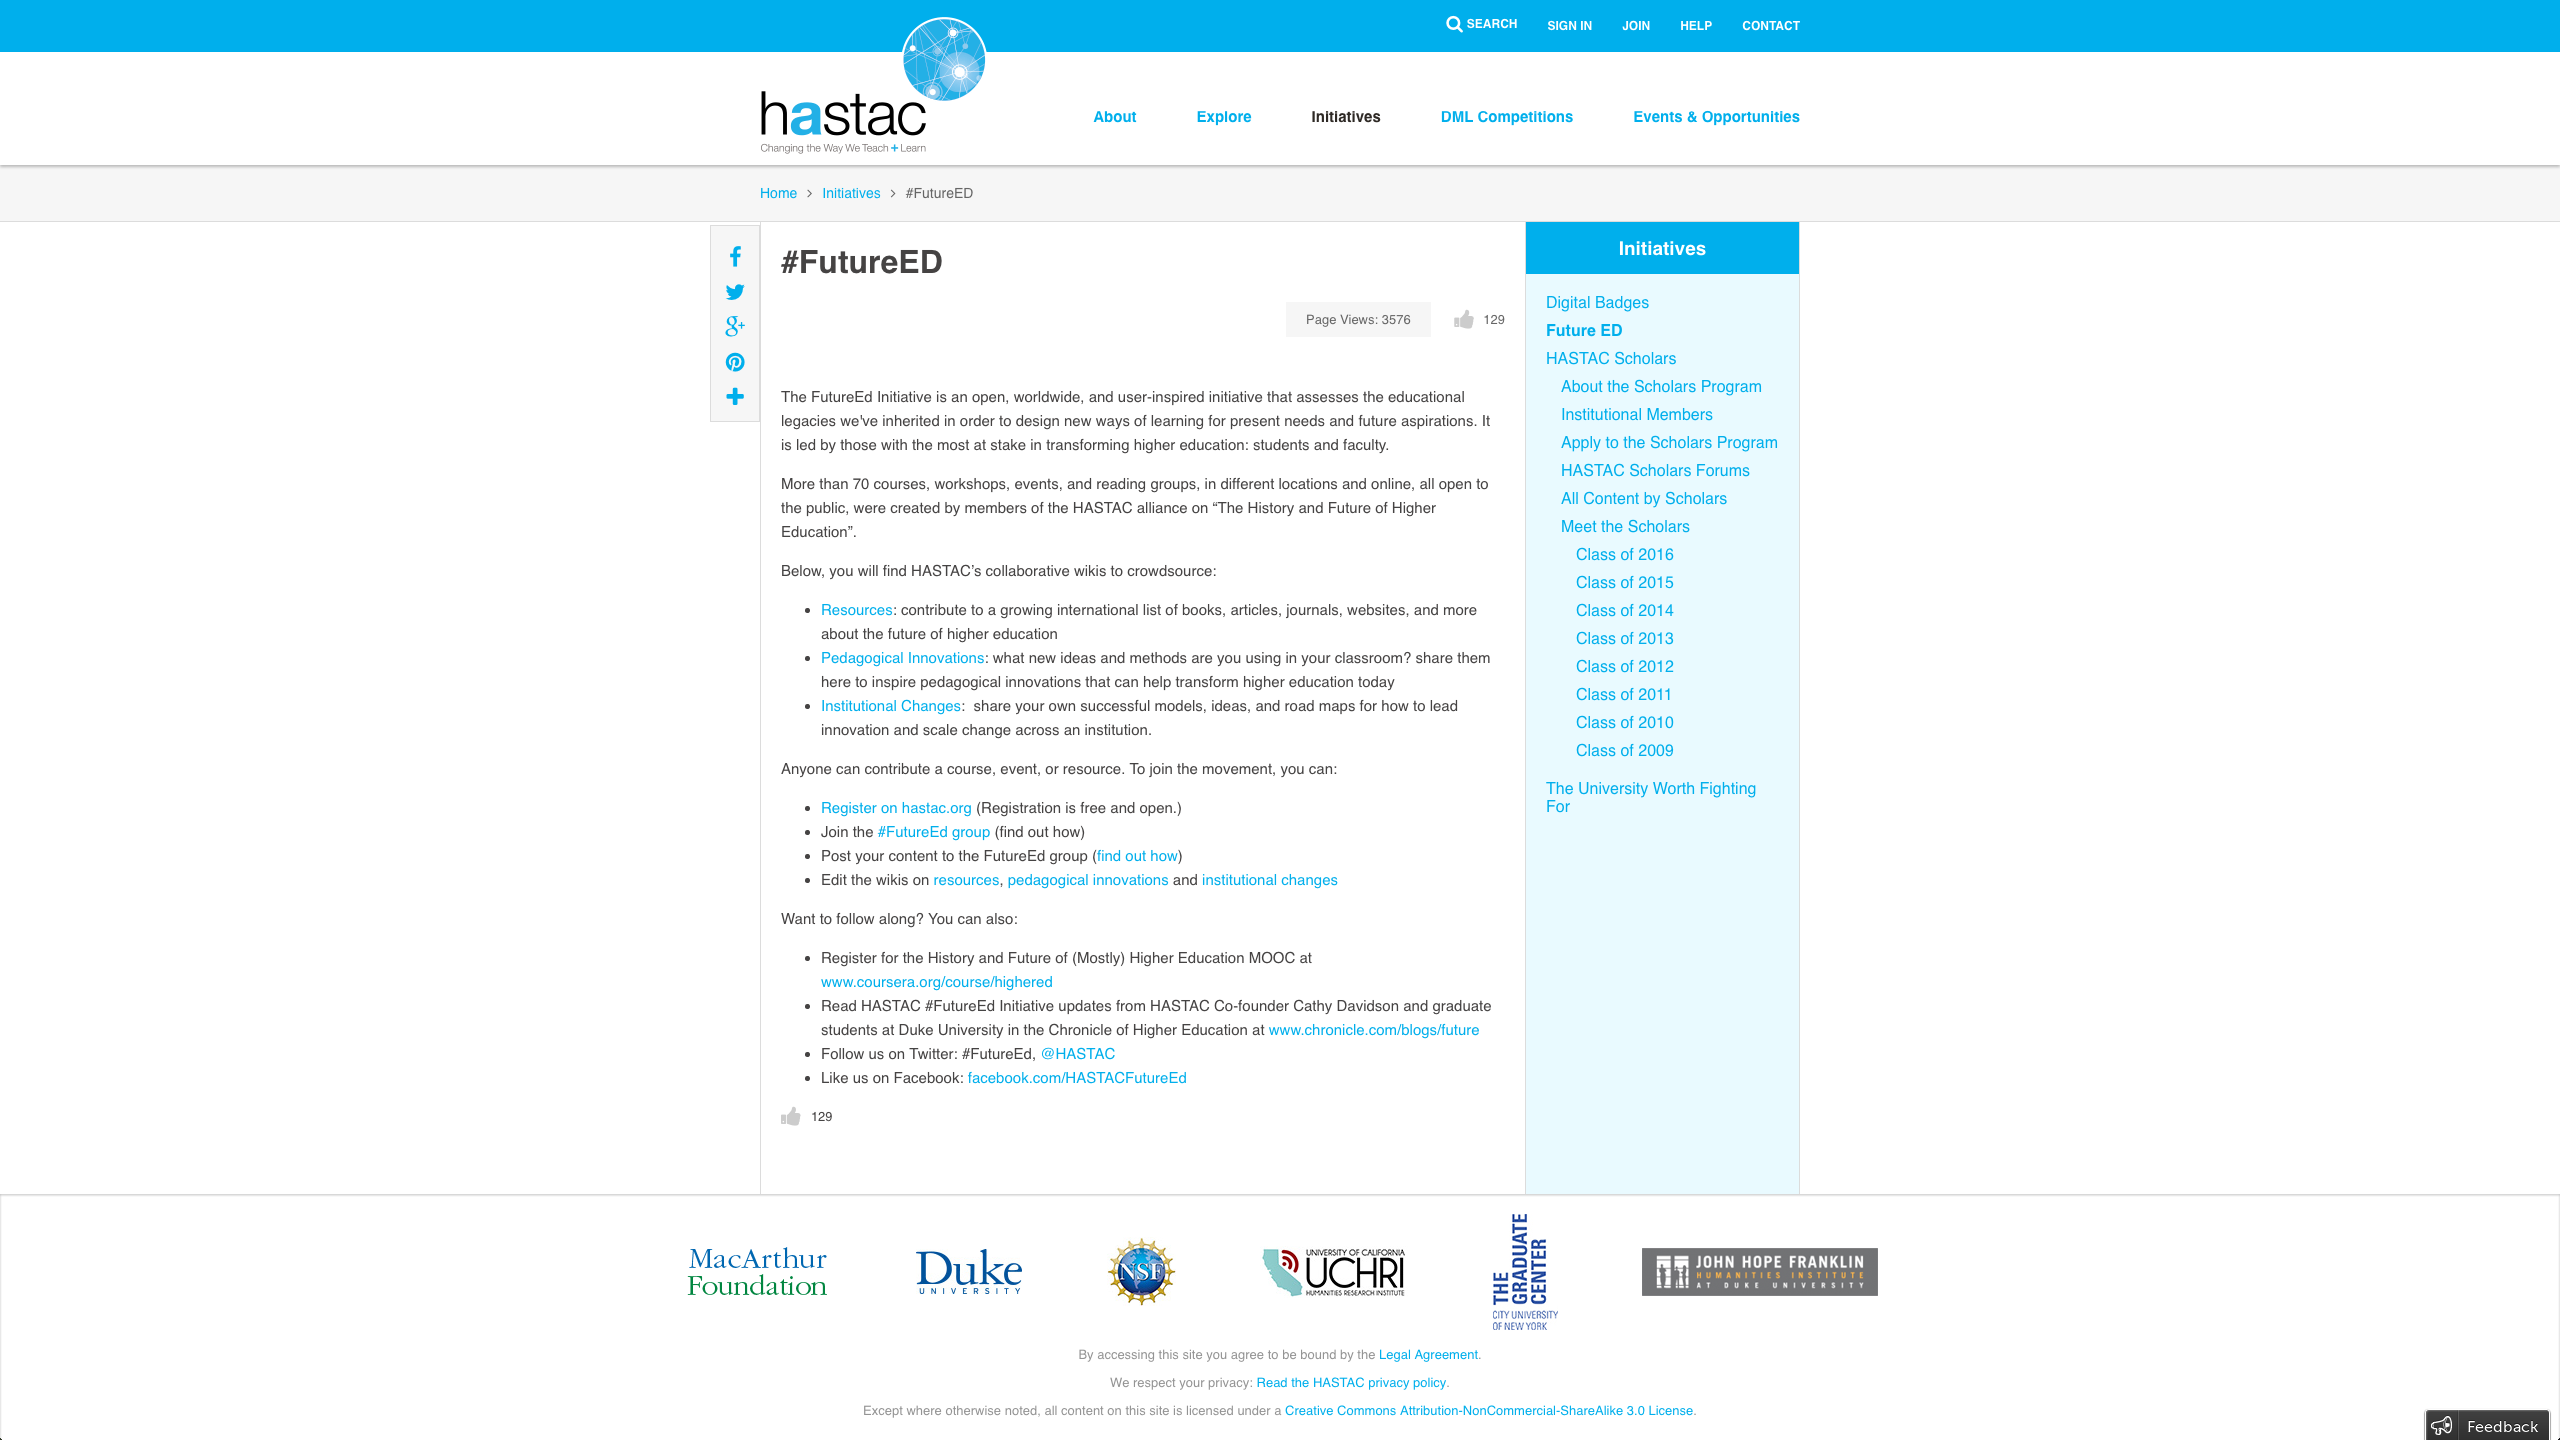 SEARCH
SIGN IN
JOIN
HELP
CONTACT
hastac
Changing the Way We Teach + Learn
About
Explore
Initiatives
DML Competitions
Events & Opportunities
Home > Initiatives > #FutureED
#FutureED
Page Views: 3576
129
The FutureEd Initiative is an open, worldwide, and user-inspired initiative that assesses the educational
legacies we've inherited in order to design new ways of learning for present needs and future aspirations. It
is led by those with the most at stake in transforming higher education: students and faculty.
More than 70 courses, workshops, events, and reading groups, in different locations and online, all open to
the public, were created by members of the HASTAC alliance on “The History and Future of Higher
Education”.
Below, you will find HASTAC’s collaborative wikis to crowdsource:
• Resources: contribute to a growing international list of books, articles, journals, websites, and more
about the future of higher education
• Pedagogical Innovations: what new ideas and methods are you using in your classroom? share them
here to inspire pedagogical innovations that can help transform higher education today
• Institutional Changes:  share your own successful models, ideas, and road maps for how to lead
innovation and scale change across an institution.
Anyone can contribute a course, event, or resource. To join the movement, you can:
• Register on hastac.org (Registration is free and open.)
• Join the #FutureEd group (find out how)
• Post your content to the FutureEd group (find out how)
• Edit the wikis on resources, pedagogical innovations and institutional changes
Want to follow along? You can also:
• Register for the History and Future of (Mostly) Higher Education MOOC at
www.coursera.org/course/highered
• Read HASTAC #FutureEd Initiative updates from HASTAC Co-founder Cathy Davidson and graduate
students at Duke University in the Chronicle of Higher Education at www.chronicle.com/blogs/future
• Follow us on Twitter: #FutureEd, @HASTAC
• Like us on Facebook: facebook.com/HASTACFutureEd
129
Initiatives
Digital Badges
Future ED
HASTAC Scholars
About the Scholars Program
Institutional Members
Apply to the Scholars Program
HASTAC Scholars Forums
All Content by Scholars
Meet the Scholars
Class of 2016
Class of 2015
Class of 2014
Class of 2013
Class of 2012
Class of 2011
Class of 2010
Class of 2009
The University Worth Fighting
For
MacArthur
Foundation
Duke
UNIVERSITY
NSF
UNIVERSITY OF CALIFORNIA
UCHRI
HUMANITIES RESEARCH INSTITUTE
THE
GRADUATE
CENTER
CITY UNIVERSITY
OF NEW YORK
JOHN HOPE FRANKLIN
HUMANITIES INSTITUTE
AT DUKE UNIVERSITY
By accessing this site you agree to be bound by the Legal Agreement.
We respect your privacy: Read the HASTAC privacy policy.
Except where otherwise noted, all content on this site is licensed under a Creative Commons Attribution-NonCommercial-ShareAlike 3.0 License.
Feedback